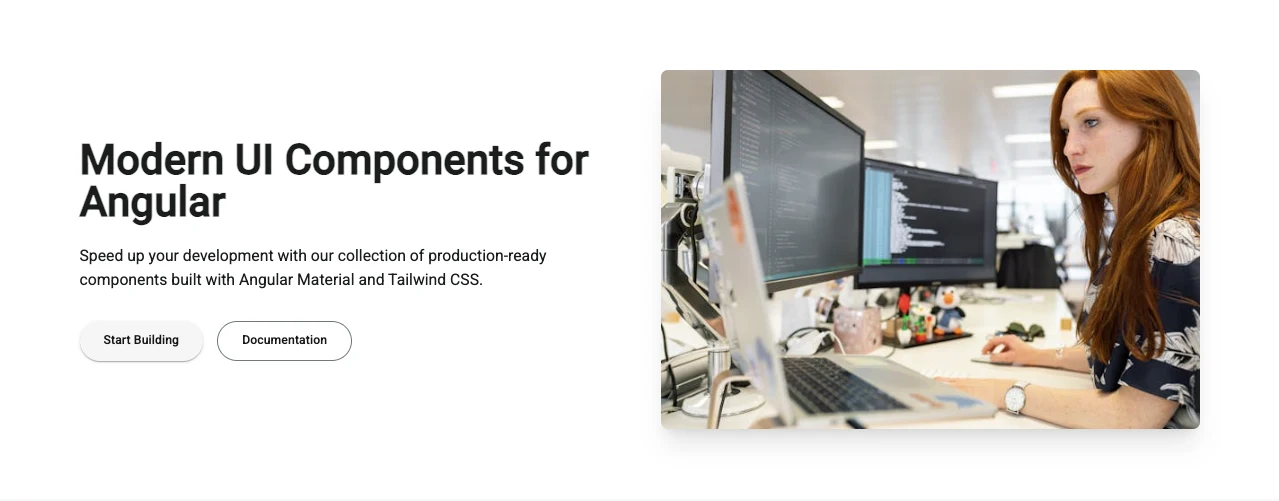 Modern UI Components for
Angular
Speed up your development with our collection of production-ready
components built with Angular Material and Tailwind CSS.
Start Building
Documentation